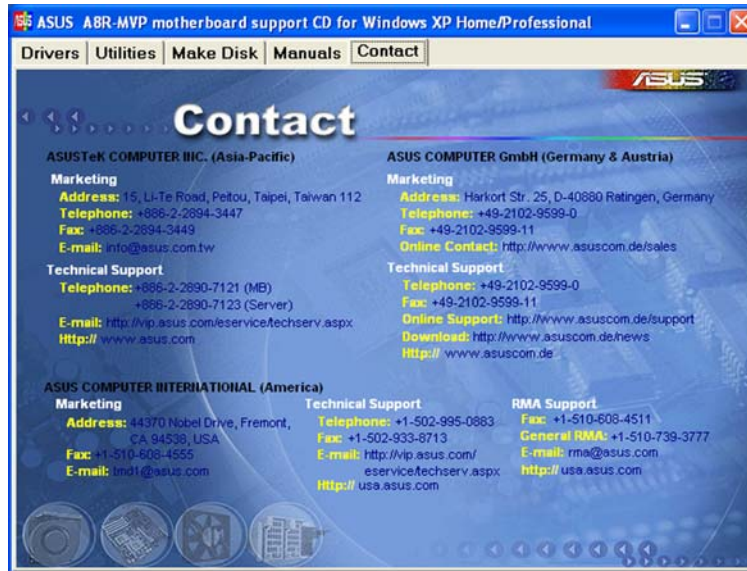 ASUS A8R-MVP motherboard support CD for Windows XP Home/Professional
Drivers Utilities Make Disk Manuals Contact
ASUS
Contact
ASUSTeK COMPUTER INC. (Asia-Pacific)
Marketing
Address: 15, Li-Te Road, Peitou, Taipei, Taiwan 112
Telephone: +886-2-2894-3447
Fax: +886-2-2894-3449
E-mail: info@asus.com.tw
Technical Support
Telephone: +886-2-2890-7121 (MB)
+886-2-2890-7123 (Server)
E-mail: http://vip.asus.com/eservice/techserv.aspx
Http:// www.asus.com
ASUS COMPUTER GmbH (Germany & Austria)
Marketing
Address: Harkort Str. 25, D-40880 Ratingen, Germany
Telephone: +49-2102-9599-0
Fax: +49-2102-9599-11
Online Contact: http://www.asuscom.de/sales
Technical Support
Telephone: +49-2102-9599-0
Fax: +49-2102-9599-11
Online Support: http://www.asuscom.de/support
Download: http://www.asuscom.de/news
Http:// www.asuscom.de
ASUS COMPUTER INTERNATIONAL (America)
Marketing
Address: 44370 Nobel Drive, Fremont,
CA 94538, USA
Fax: +1-510-608-4555
E-mail: tmd1@asus.com
Technical Support
Telephone: +1-502-995-0883
Fax: +1-502-933-8713
E-mail: http://vip.asus.com/
eservice/techserv.aspx
Http:// usa.asus.com
RMA Support
Fax: +1-510-608-4511
General RMA: +1-510-739-3777
E-mail: rma@asus.com
http:// usa.asus.com